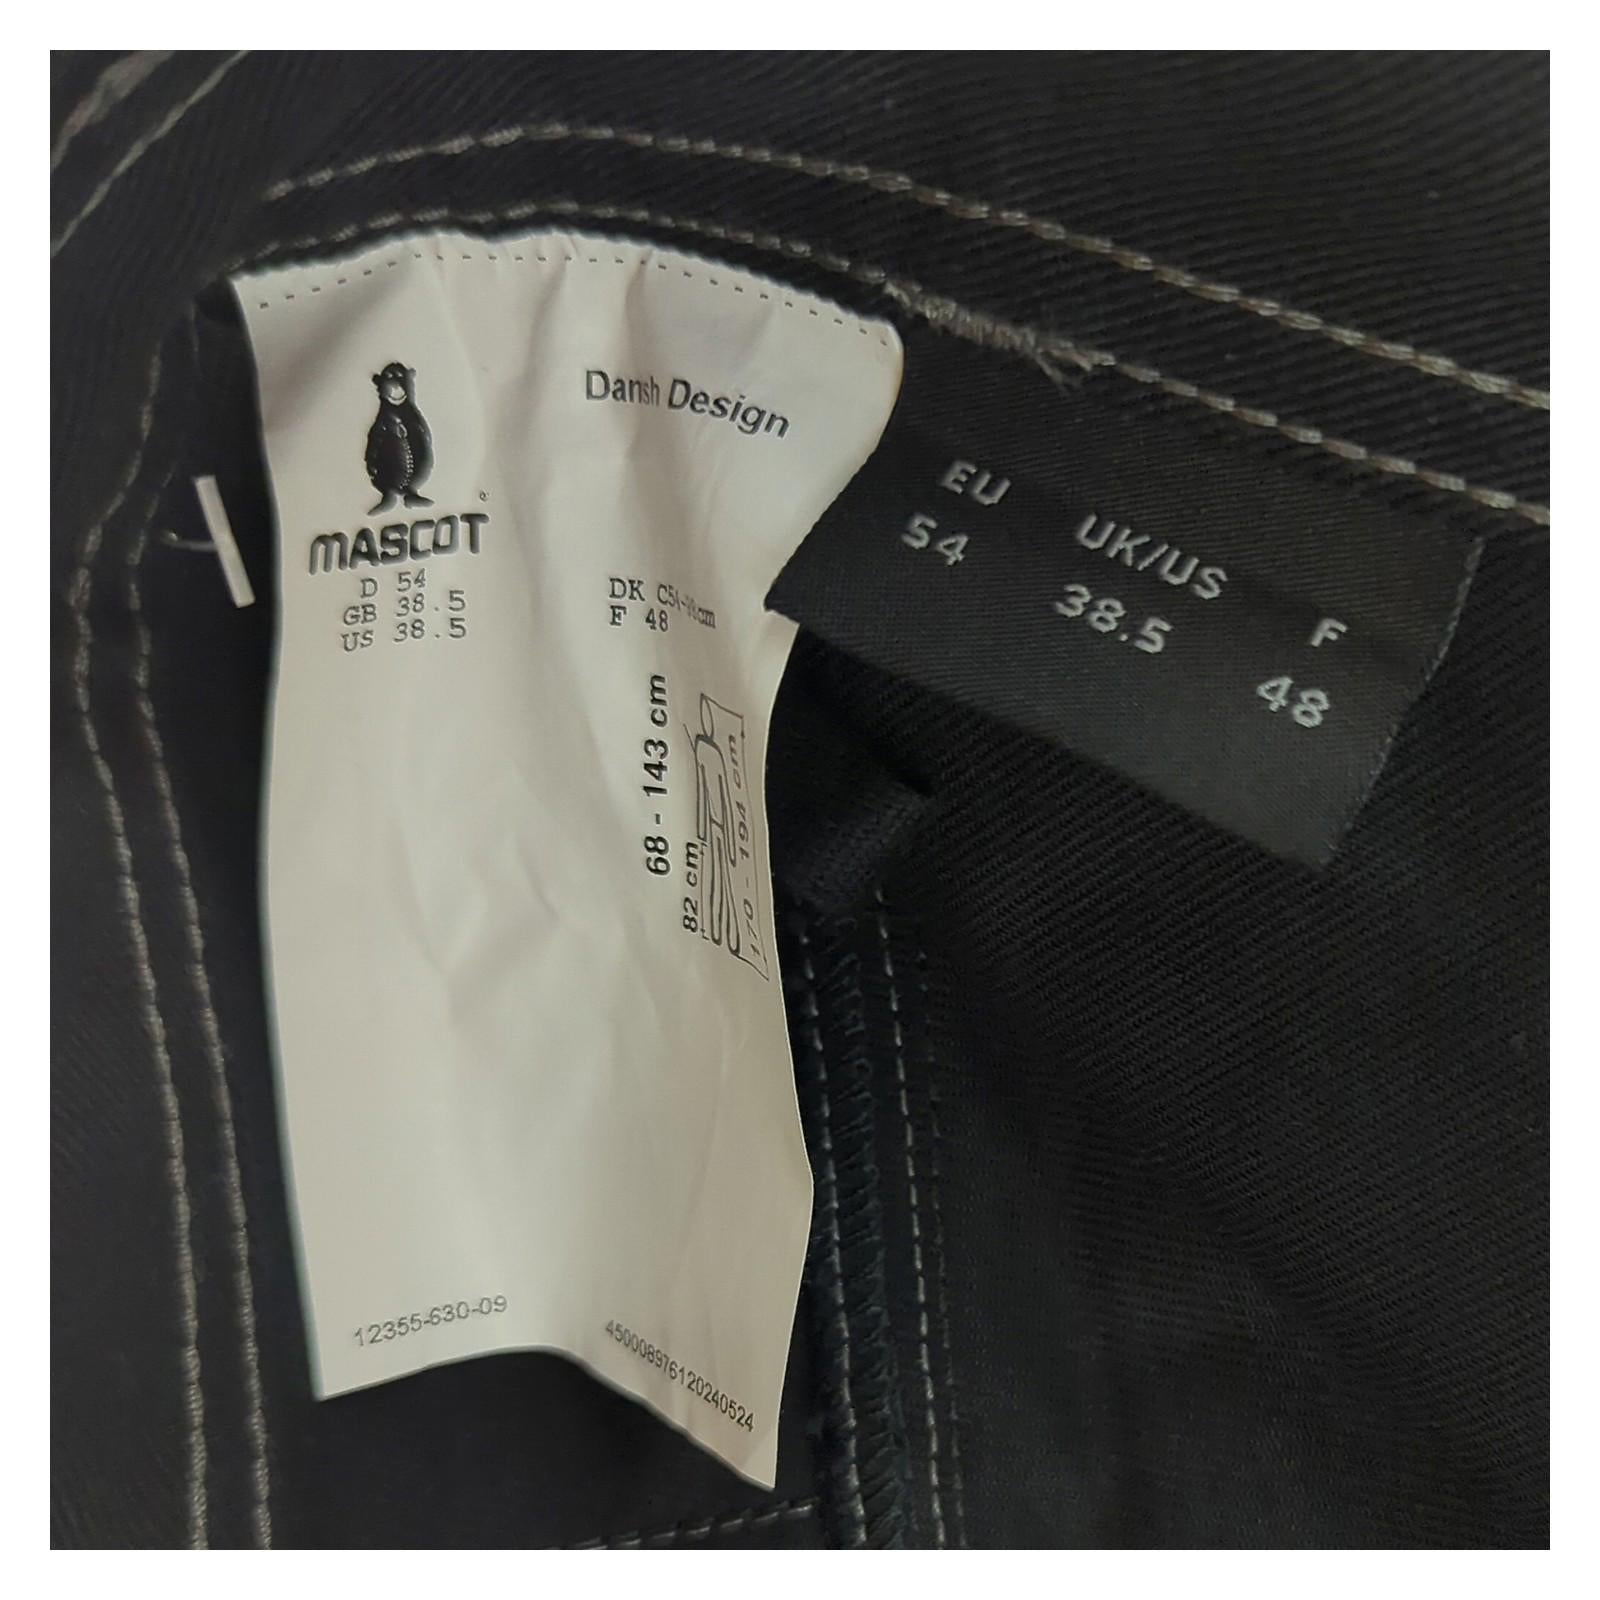 Danish Design
MASCOT
®
D 54
GB 38.5
US 38.5
DK C54-98cm
F 48
68 - 143 cm
82 cm
170 - 194 cm
12355-630-09
4500089761 20240524
EU
54
UK/US
38.5
F
48